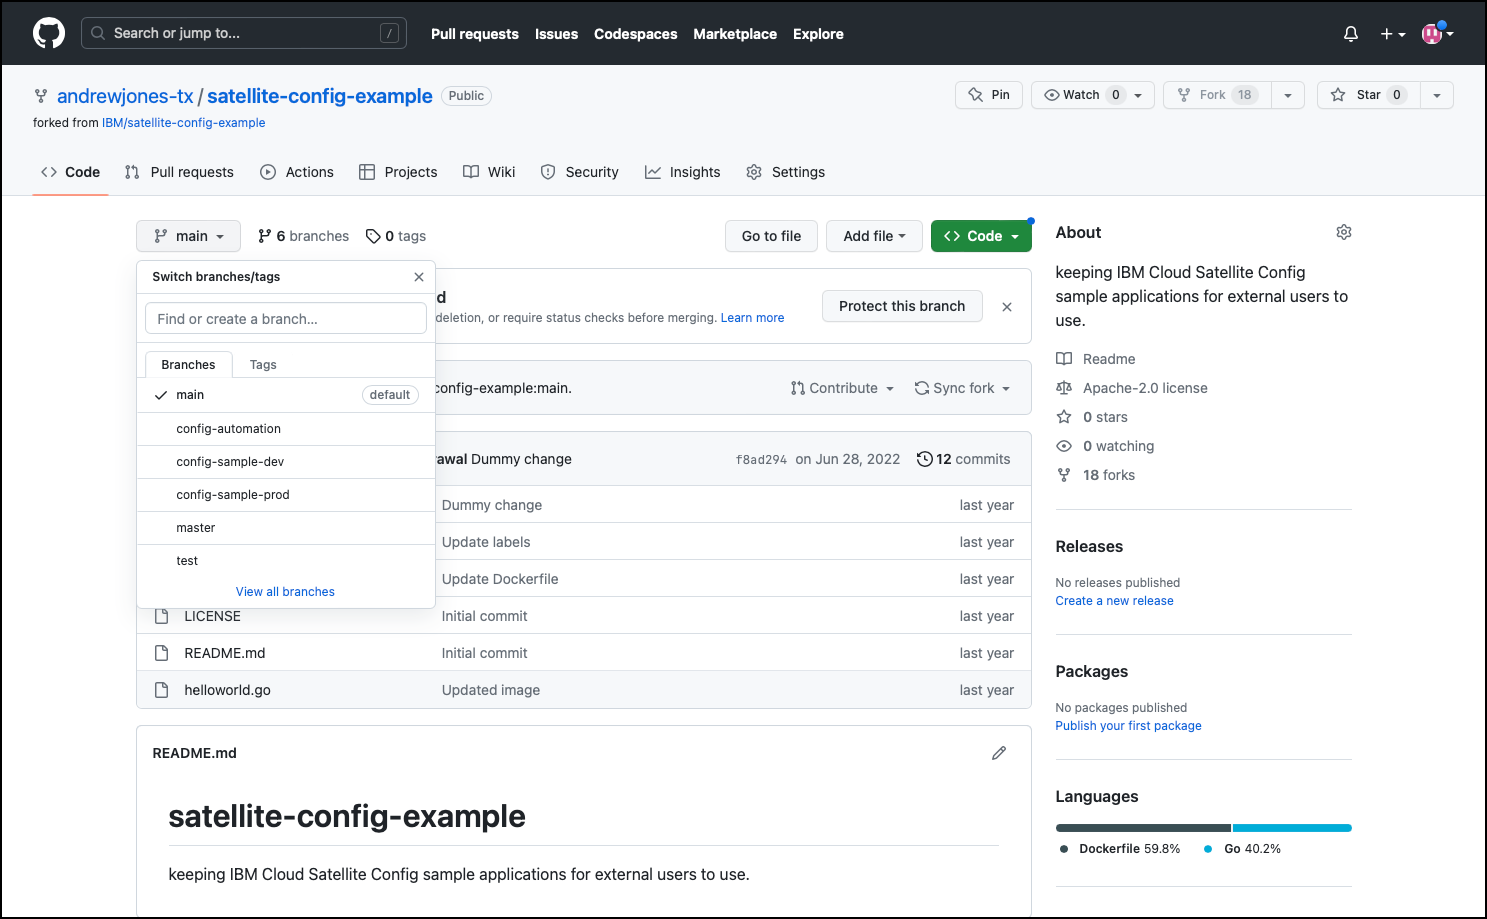 Search or jump to... /
Pull requests Issues Codespaces Marketplace Explore
andrewjones-tx / satellite-config-example Public
Pin Watch 0 Fork 18 Star 0
forked from IBM/satellite-config-example
Code Pull requests Actions Projects Wiki Security Insights Settings
main 6 branches 0 tags Go to file Add file Code
Switch branches/tags
Find or create a branch...
Branches Tags
main default
config-automation
config-sample-dev
config-sample-prod
master
test
View all branches
d
deletion, or require status checks before merging. Learn more
Protect this branch
config-example:main.
Contribute Sync fork
rawal Dummy change f8ad294 on Jun 28, 2022 12 commits
Dummy change last year
Update labels last year
Update Dockerfile last year
LICENSE Initial commit last year
README.md Initial commit last year
helloworld.go Updated image last year
README.md
satellite-config-example
keeping IBM Cloud Satellite Config sample applications for external users to use.
About
keeping IBM Cloud Satellite Config
sample applications for external users to
use.
Readme
Apache-2.0 license
0 stars
0 watching
18 forks
Releases
No releases published
Create a new release
Packages
No packages published
Publish your first package
Languages
Dockerfile 59.8% Go 40.2%